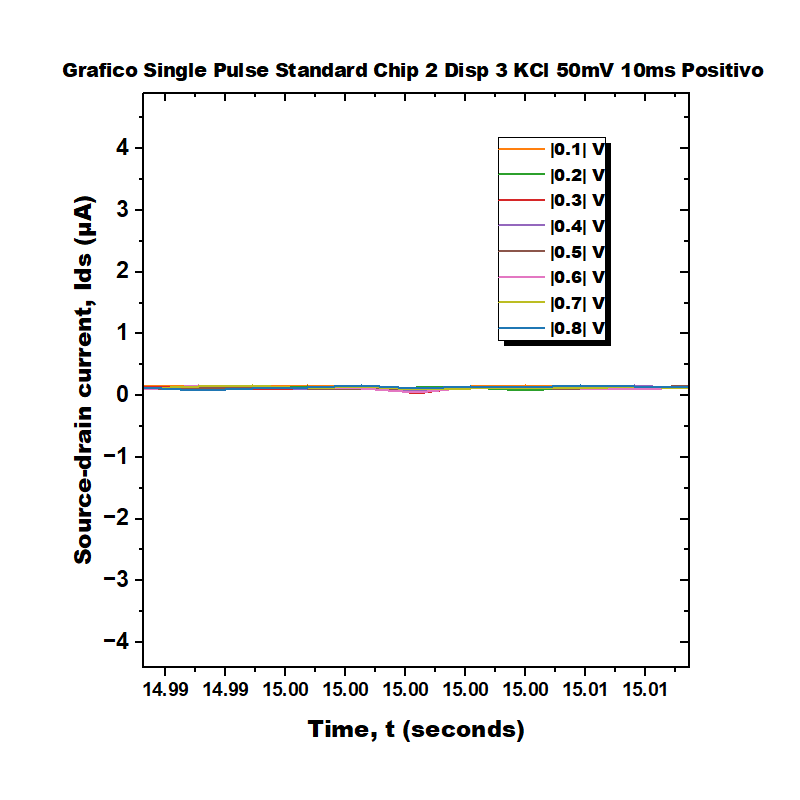 Grafico Single Pulse Standard Chip 2 Disp 3 KCl 50mV 10ms Positivo
|0.1| V
|0.2| V
|0.3| V
|0.4| V
|0.5| V
|0.6| V
|0.7| V
|0.8| V
Source-drain current, Ids (µA)
4
3
2
1
0
−1
−2
−3
−4
14.99 14.99 15.00 15.00 15.00 15.00 15.00 15.01 15.01
Time, t (seconds)